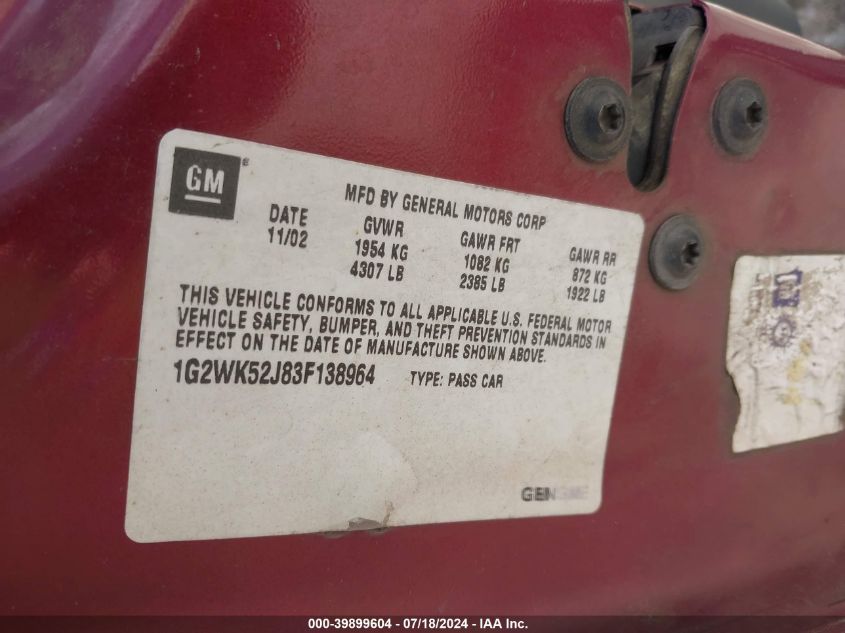 GM ®
MFD BY GENERAL MOTORS CORP
DATE GVWR GAWR FRT GAWR RR
11/02 1954 KG 1082 KG 872 KG
4307 LB 2385 LB 1922 LB
THIS VEHICLE CONFORMS TO ALL APPLICABLE U.S. FEDERAL MOTOR
VEHICLE SAFETY, BUMPER, AND THEFT PREVENTION STANDARDS IN
EFFECT ON THE DATE OF MANUFACTURE SHOWN ABOVE.
1G2WK52J83F138964 TYPE: PASS CAR
000-39899604 - 07/18/2024 - IAA Inc.